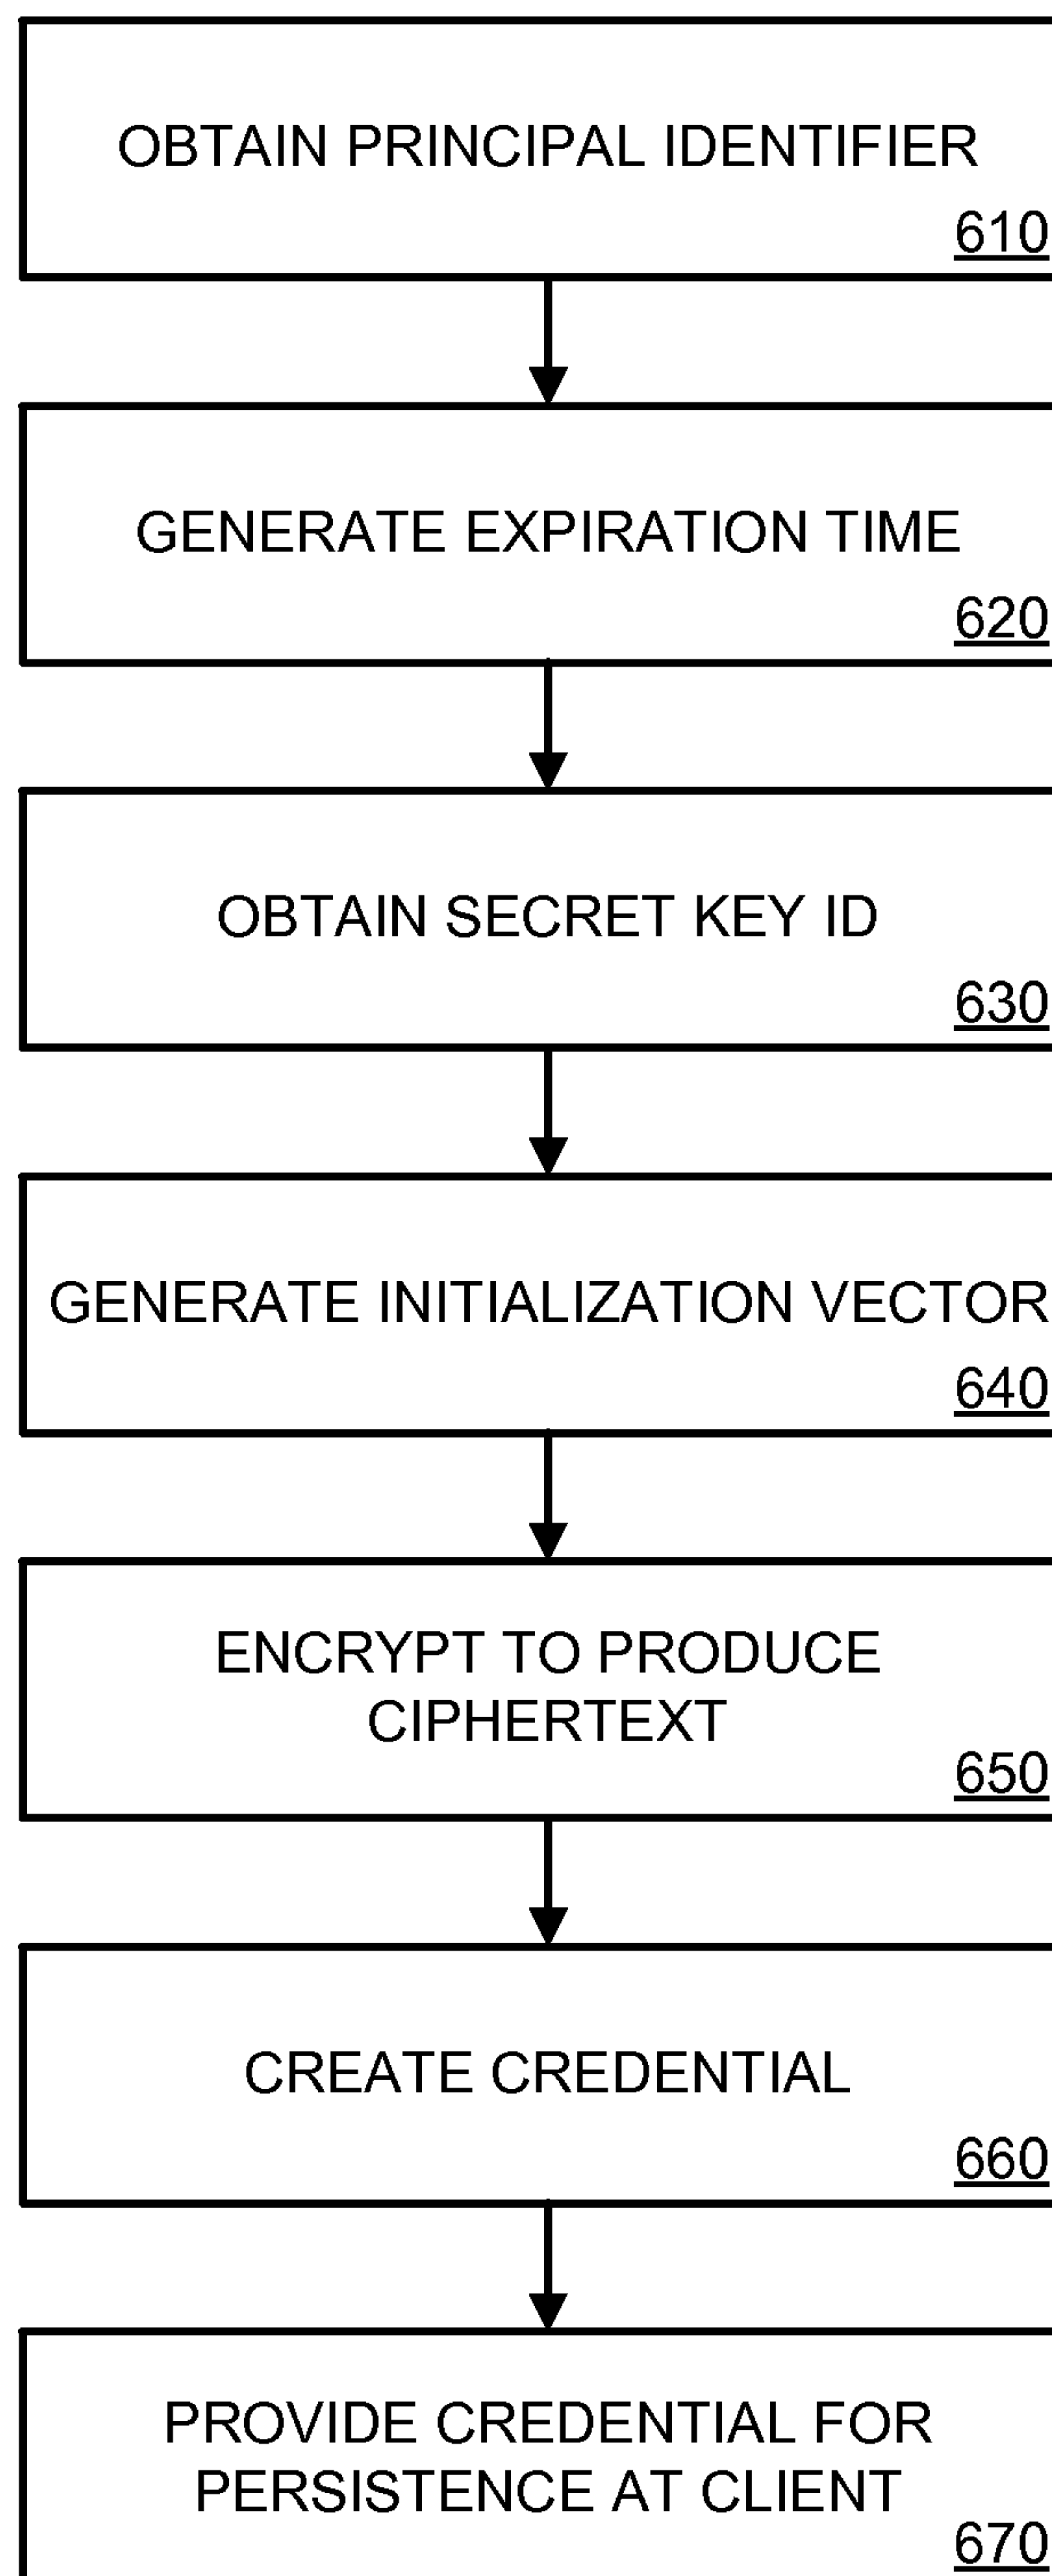 OBTAIN PRINCIPAL IDENTIFIER
610
GENERATE EXPIRATION TIME
620
OBTAIN SECRET KEY ID
630
GENERATE INITIALIZATION VECTOR
640
ENCRYPT TO PRODUCE
CIPHERTEXT
650
CREATE CREDENTIAL
660
PROVIDE CREDENTIAL FOR
PERSISTENCE AT CLIENT
670